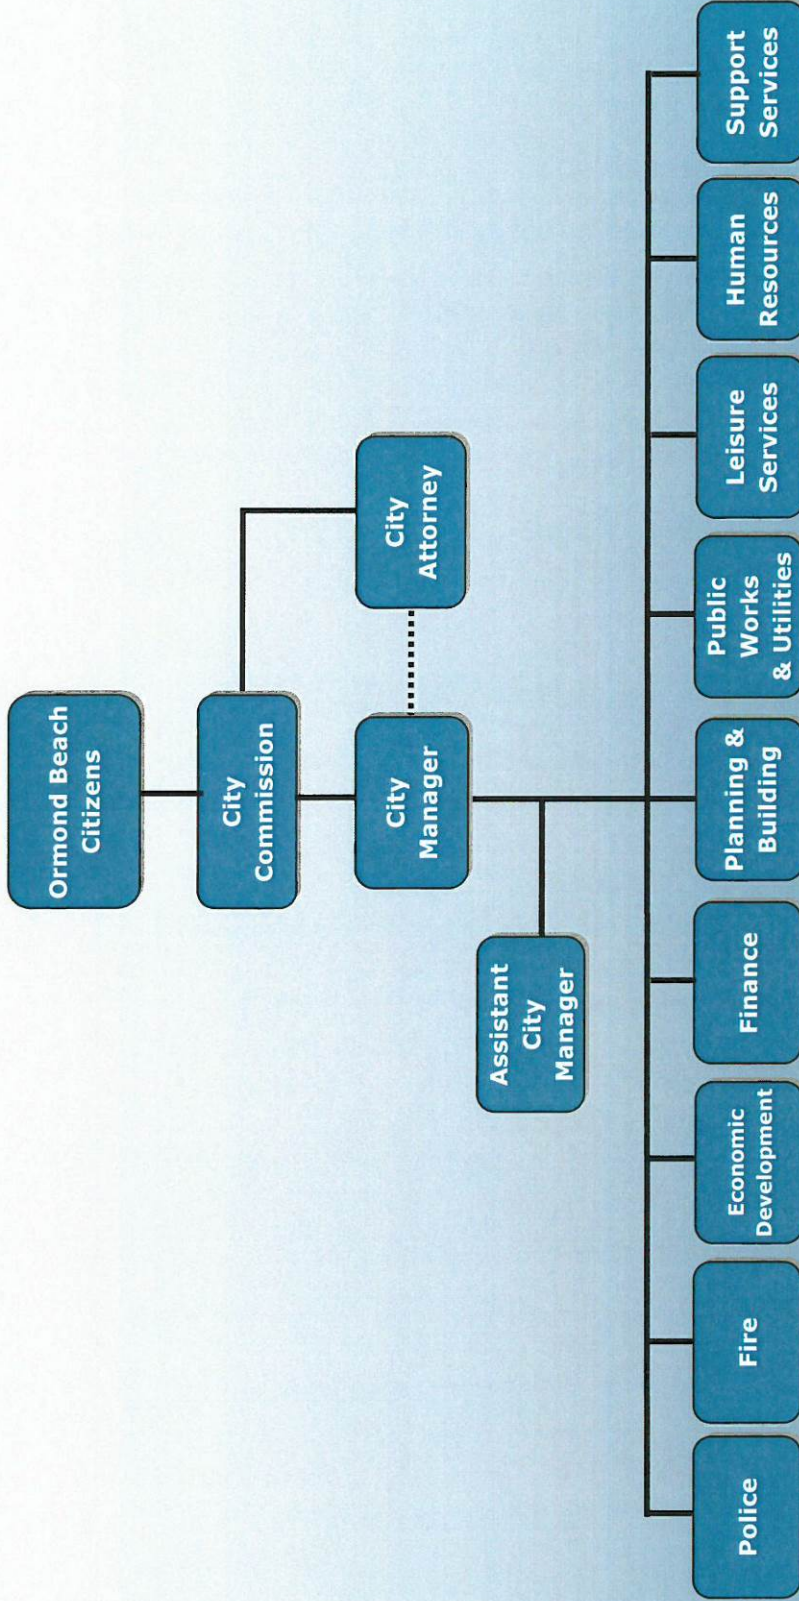 Ormond Beach
Citizens
City
Commission
City
Manager
City
Attorney
Assistant
City
Manager
Police
Fire
Economic
Development
Finance
Planning &
Building
Public
Works
& Utilities
Leisure
Services
Human
Resources
Support
Services